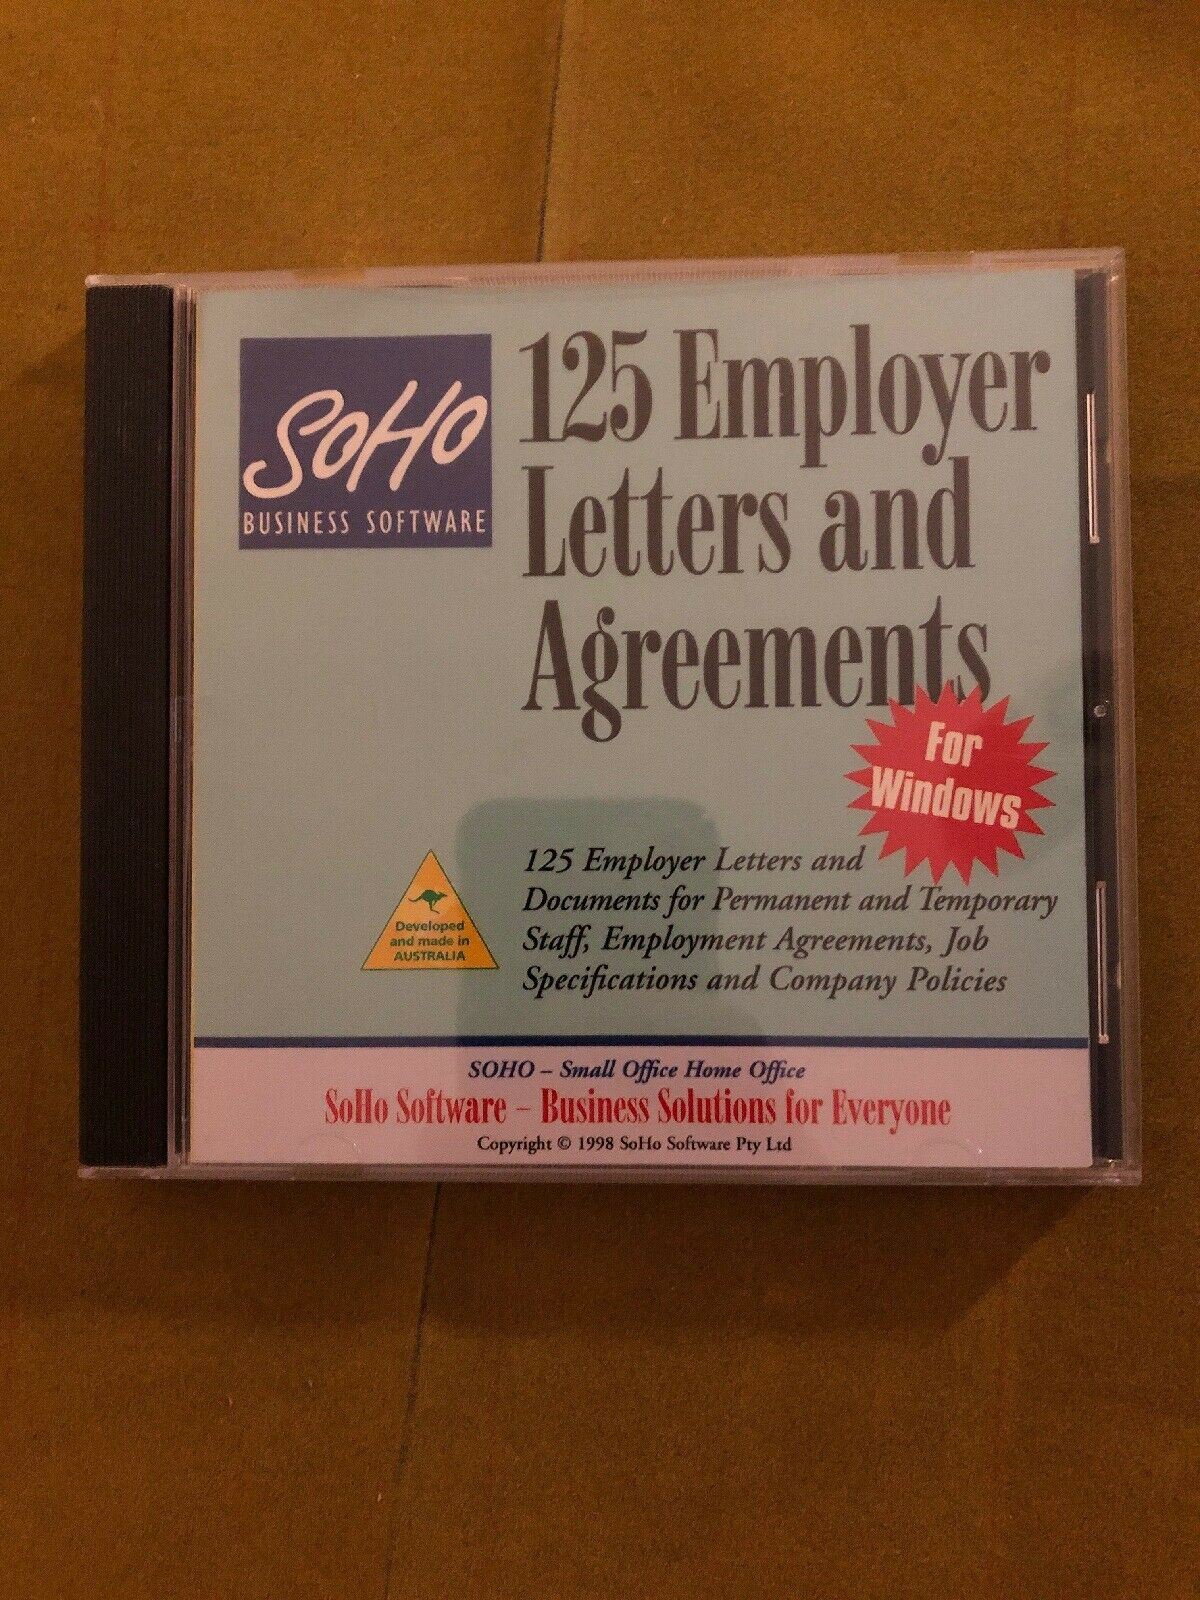 SoHo
BUSINESS SOFTWARE
125 Employer
Letters and
Agreements
For
Windows
125 Employer Letters and
Documents for Permanent and Temporary
Staff, Employment Agreements, Job
Specifications and Company Policies
Developed
and made in
AUSTRALIA
SOHO – Small Office Home Office
SoHo Software – Business Solutions for Everyone
Copyright © 1998 SoHo Software Pty Ltd